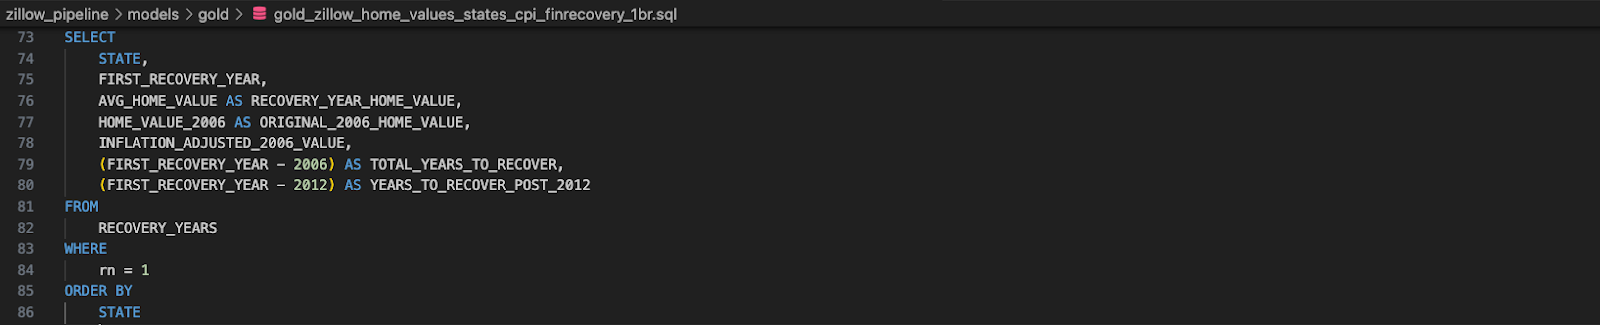 zillow_pipeline > models > gold > gold_zillow_home_values_states_cpi_finrecovery_1br.sql
73 SELECT
74 STATE,
75 FIRST_RECOVERY_YEAR,
76 AVG_HOME_VALUE AS RECOVERY_YEAR_HOME_VALUE,
77 HOME_VALUE_2006 AS ORIGINAL_2006_HOME_VALUE,
78 INFLATION_ADJUSTED_2006_VALUE,
79 (FIRST_RECOVERY_YEAR - 2006) AS TOTAL_YEARS_TO_RECOVER,
80 (FIRST_RECOVERY_YEAR - 2012) AS YEARS_TO_RECOVER_POST_2012
81 FROM
82 RECOVERY_YEARS
83 WHERE
84 rn = 1
85 ORDER BY
86 STATE